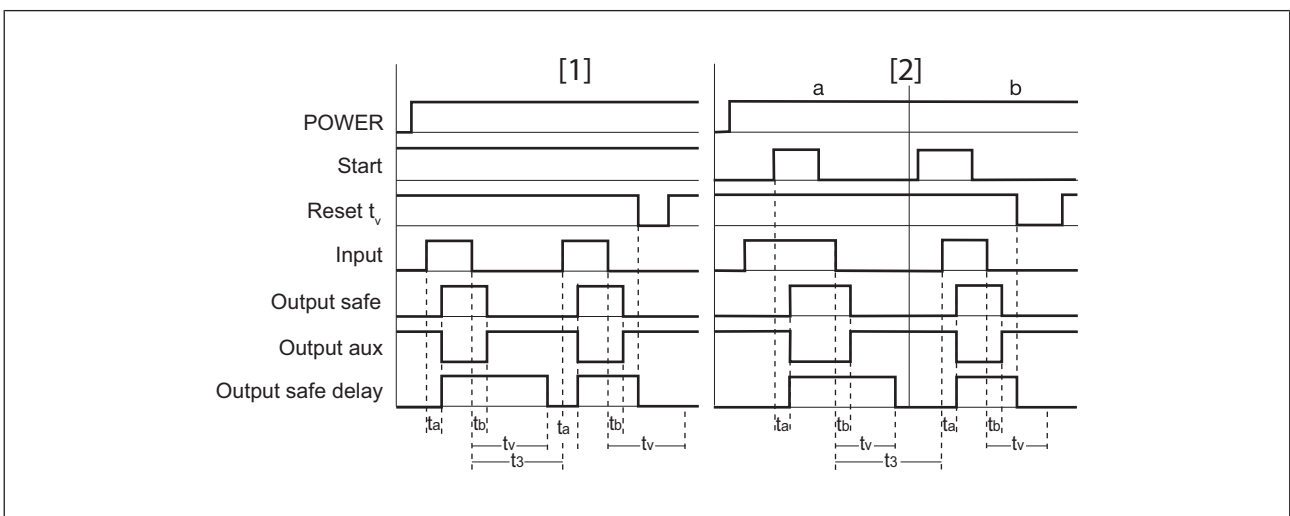 [1] [2]
a b
POWER
Start
Reset tv
Input
Output safe
Output aux
Output safe delay
ta tb ta tb ta tb ta tb
tv tv tv tv
t3 t3